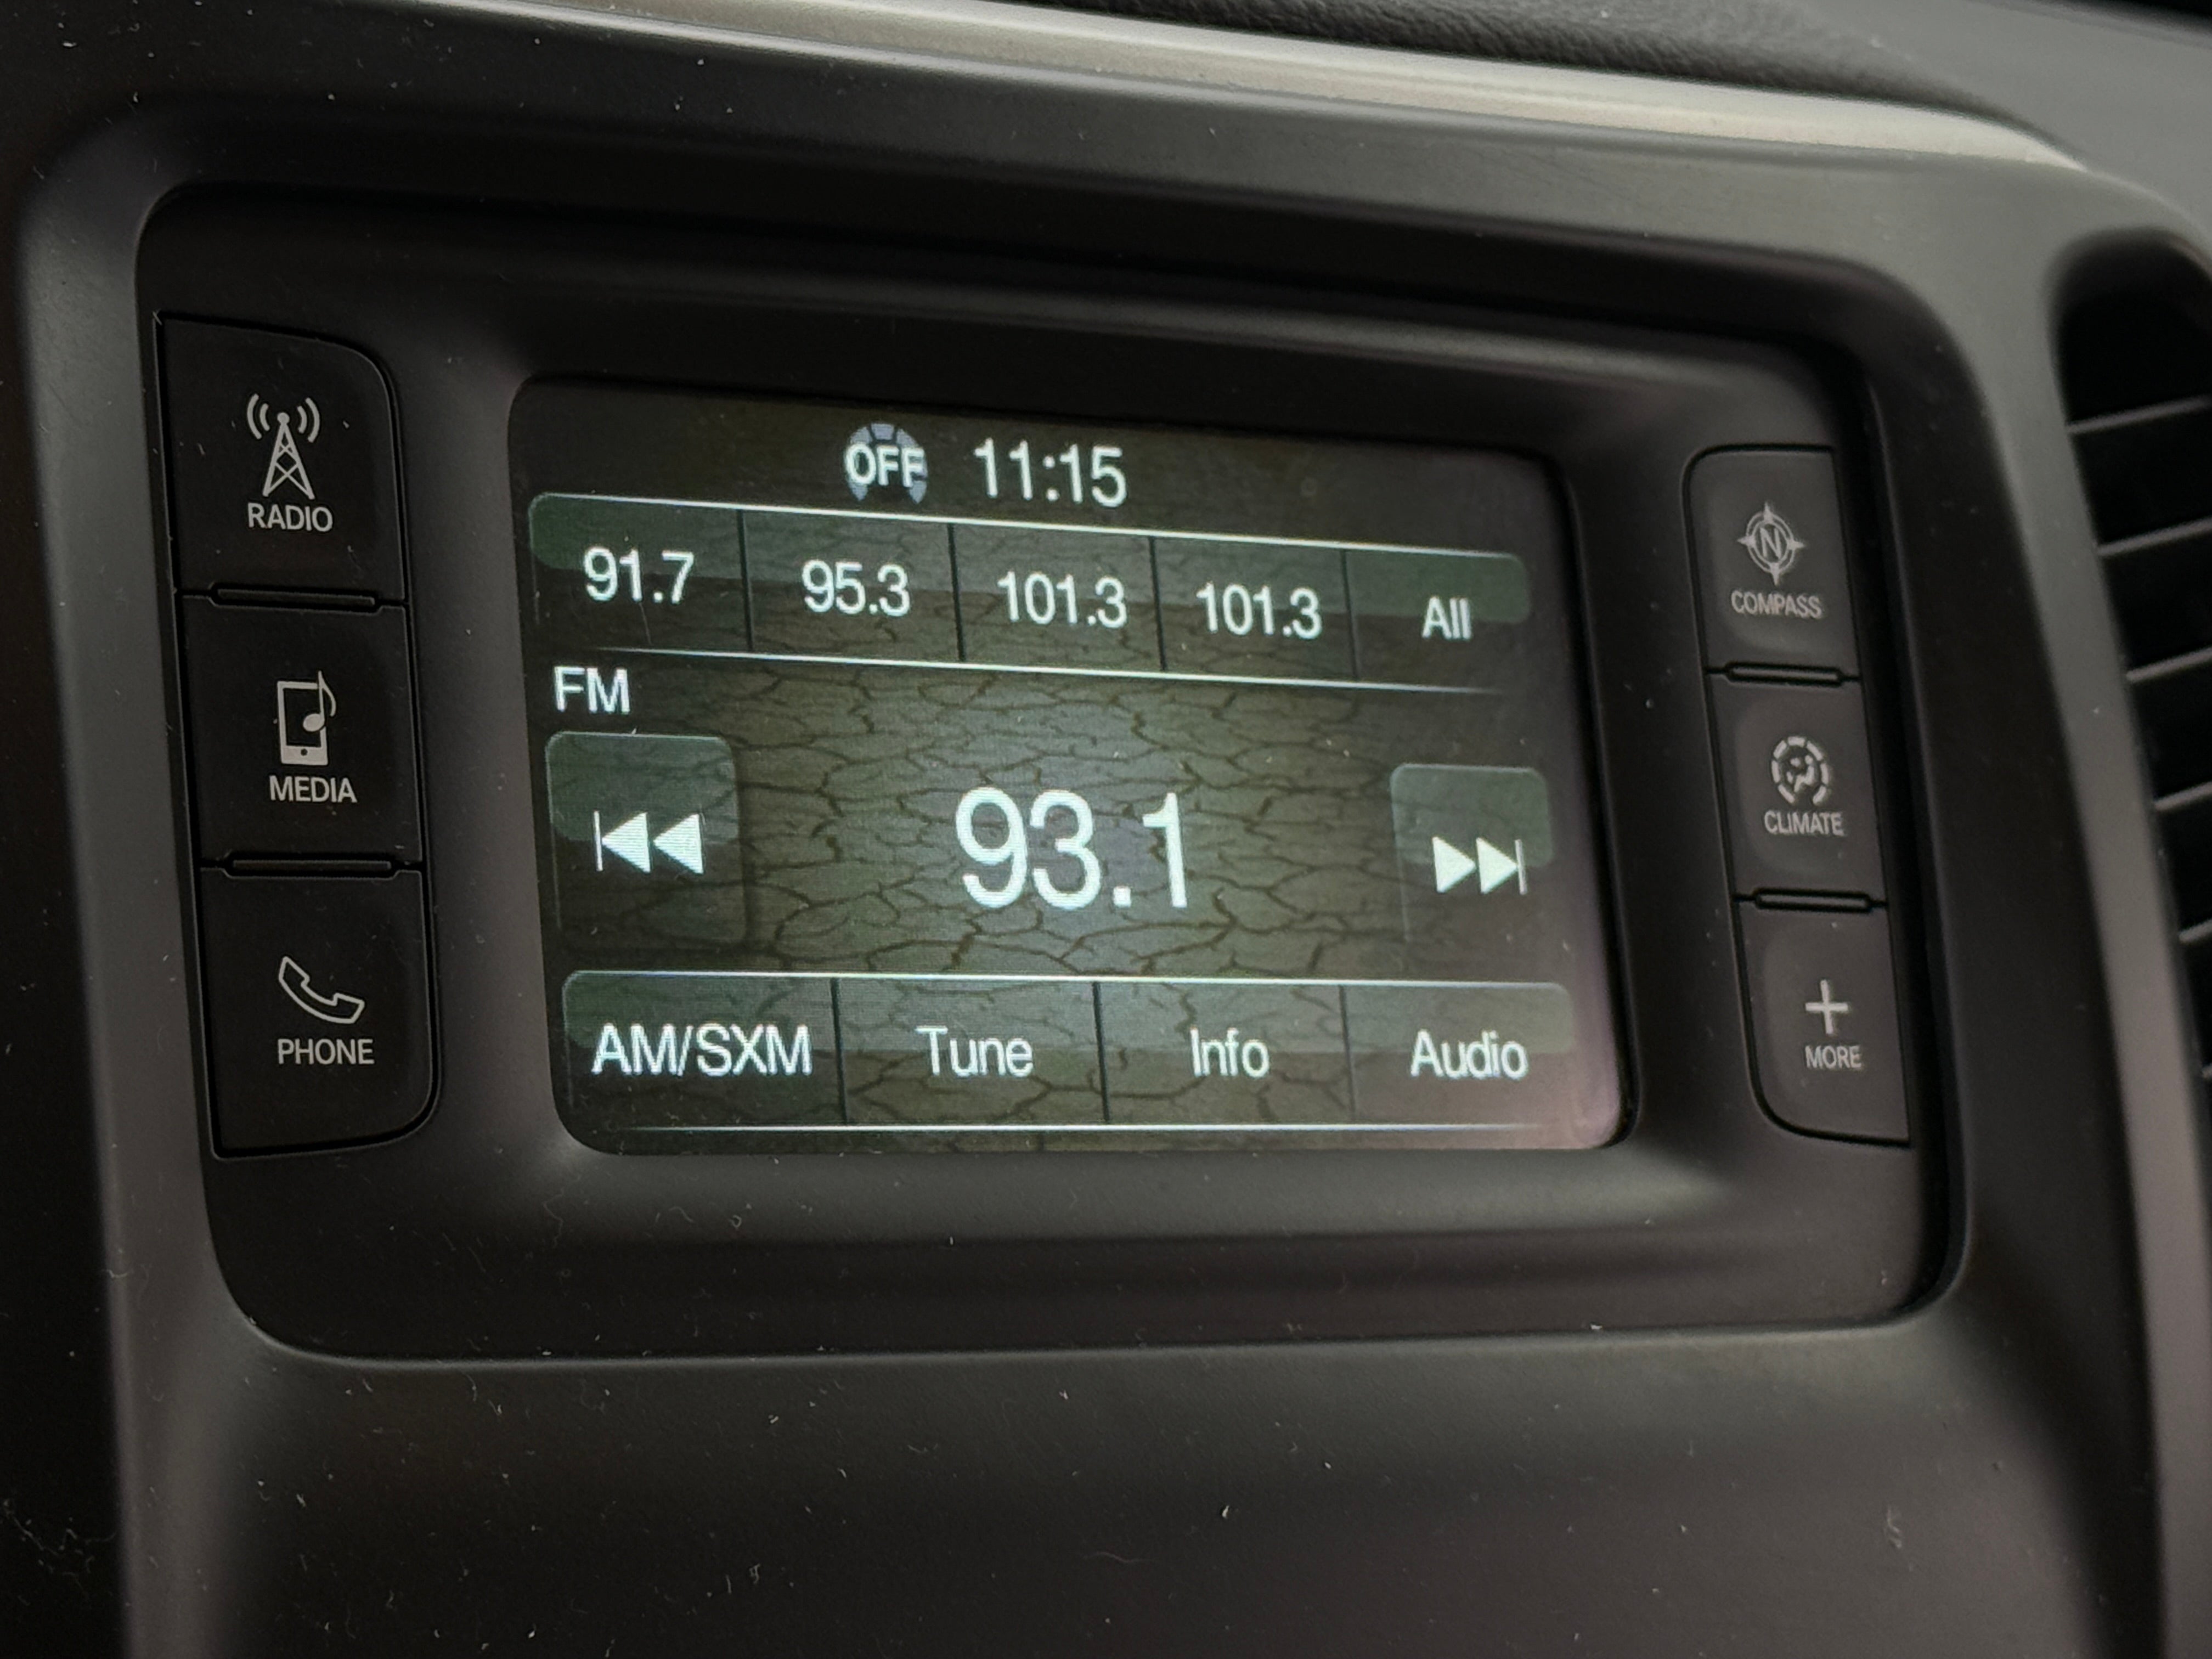 OFF 11:15
91.7 95.3 101.3 101.3 All
FM
93.1
AM/SXM Tune Info Audio
RADIO
MEDIA
PHONE
N
COMPASS
CLIMATE
MORE